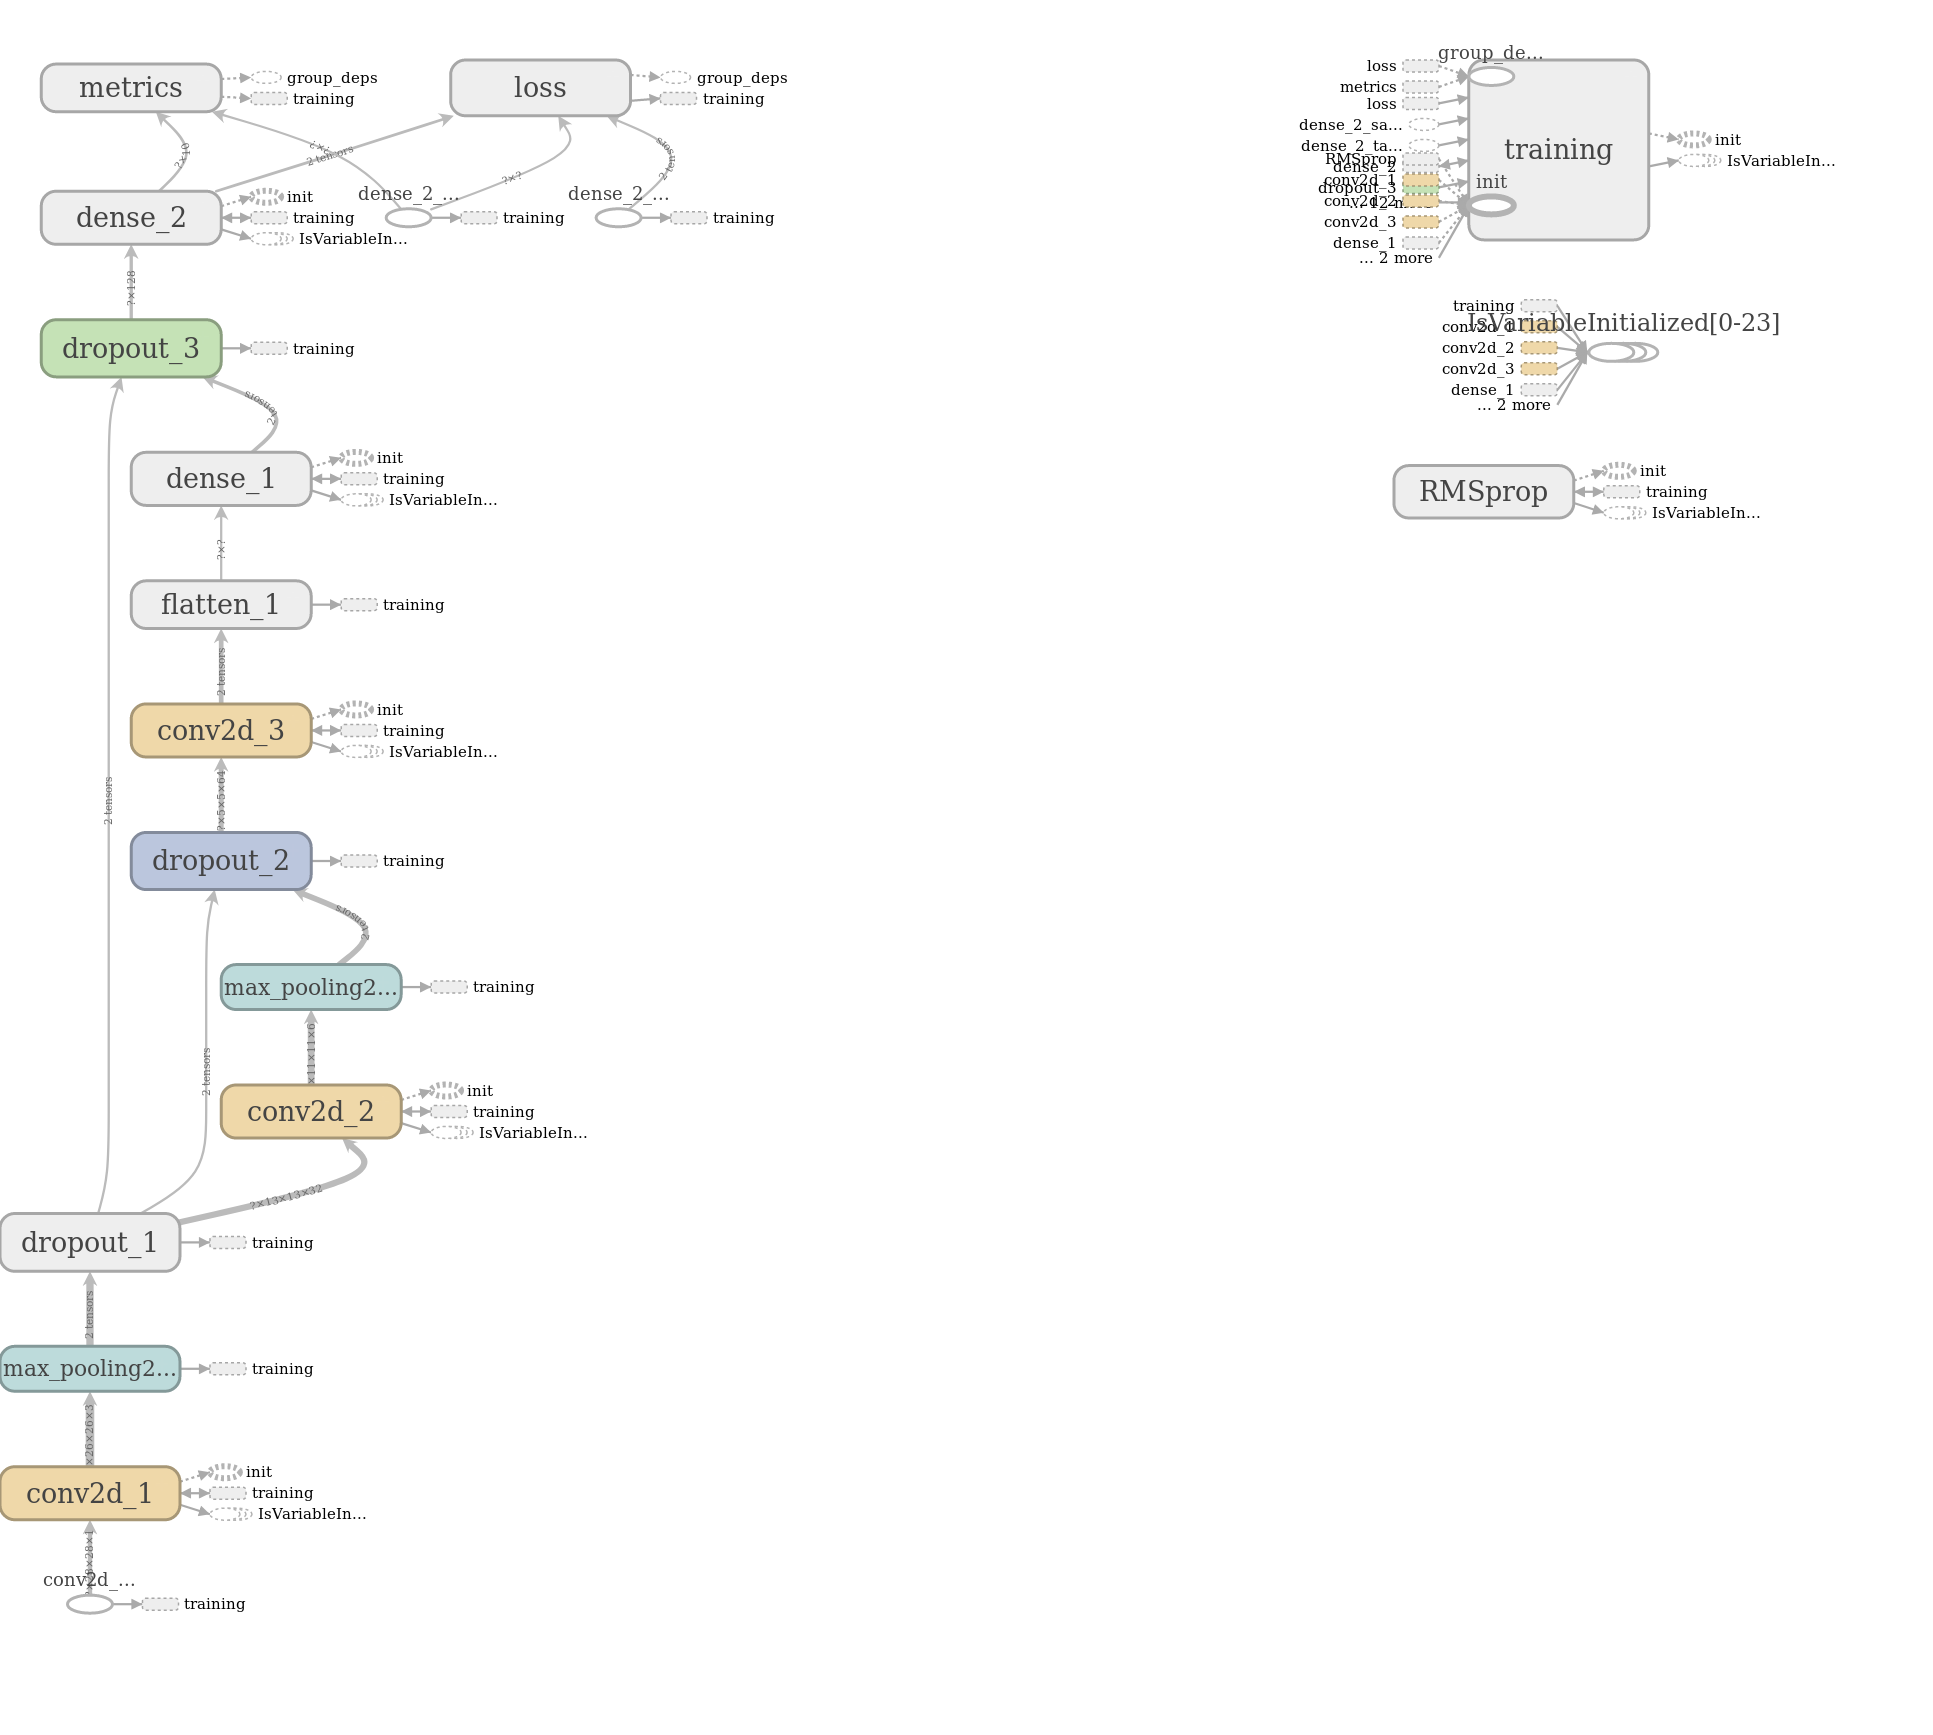 metrics
group_deps
training
loss
group_deps
training
?×10
?×?
2 tensors
?×?
dense_2
init
training
IsVariableIn...
dense_2_...
training
dense_2_...
training
?×128
dropout_3
training
2 tensors
dense_1
init
training
IsVariableIn...
?×?
flatten_1
training
2 tensors
conv2d_3
init
training
IsVariableIn...
2 tensors
?×5×5×64
dropout_2
training
2 tensors
max_pooling2...
training
×11×11×6
2 tensors
conv2d_2
init
training
IsVariableIn...
?×13×13×32
dropout_1
training
2 tensors
max_pooling2...
training
×26×26×3
conv2d_1
init
training
IsVariableIn...
conv2d_...
training
group_de...
loss
metrics
loss
dense_2_sa...
dense_2_ta...
RMSprop
dense_2
conv2d_1
dropout_3
conv2d_2
conv2d_3
dense_1
... 2 more
training
init
init
IsVariableIn...
IsVariableInitialized[0-23]
training
conv2d_1
conv2d_2
conv2d_3
dense_1
... 2 more
RMSprop
init
training
IsVariableIn...